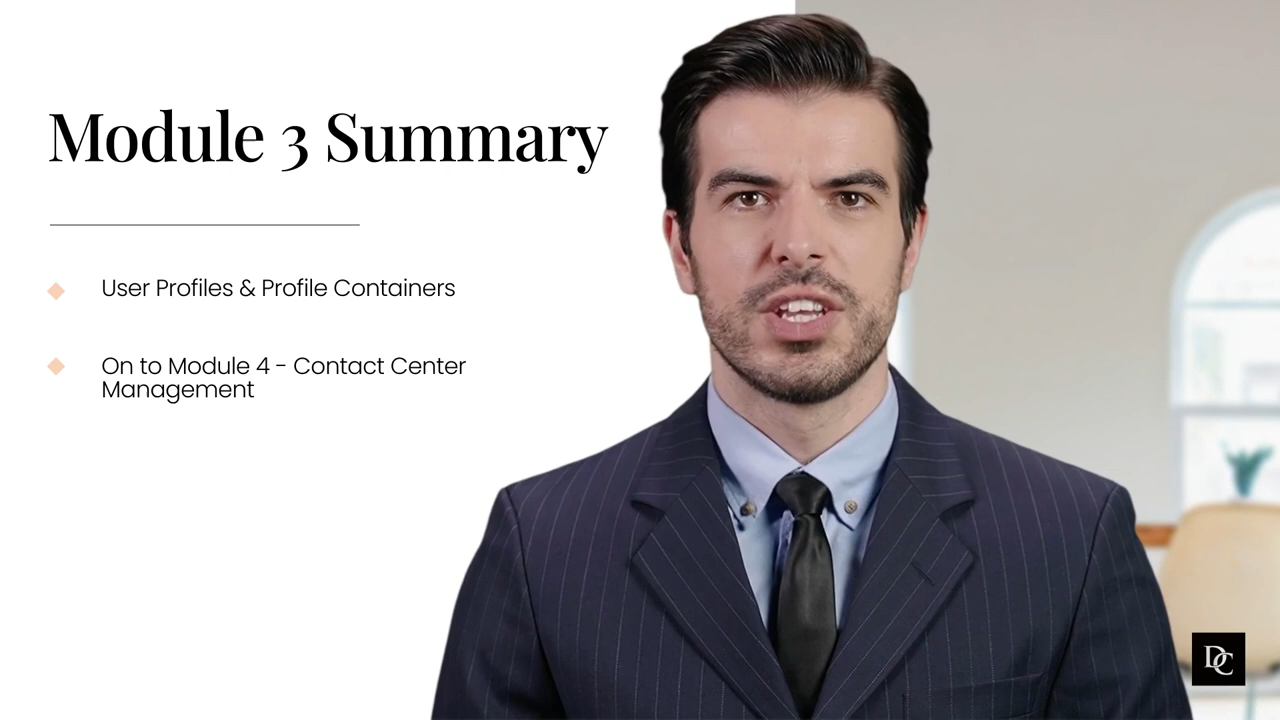 Module 3 Summary
User Profiles & Profile Containers
On to Module 4 - Contact Center
Management
DC